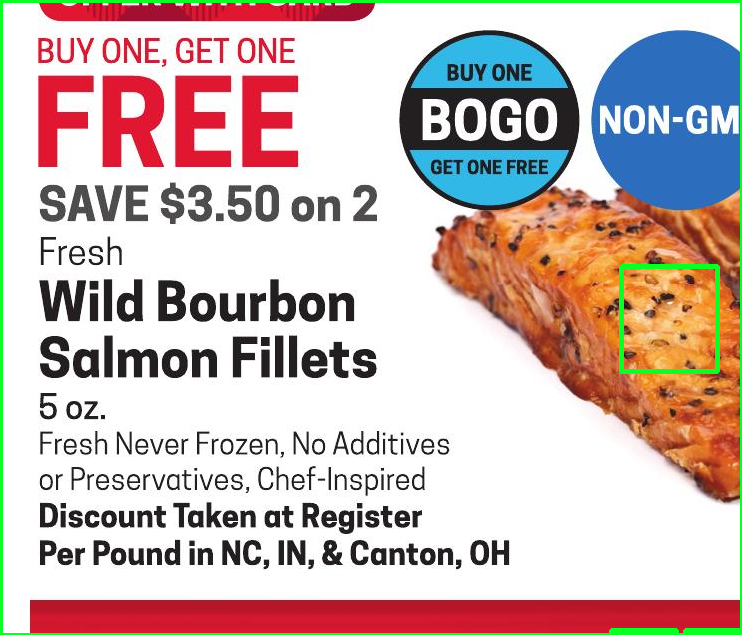 BUY ONE, GET ONE
FREE
SAVE $3.50 on 2
Fresh
Wild Bourbon
Salmon Fillets
5 oz.
Fresh Never Frozen, No Additives
or Preservatives, Chef-Inspired
Discount Taken at Register
Per Pound in NC, IN, & Canton, OH
BUY ONE
BOGO
GET ONE FREE
NON-GM